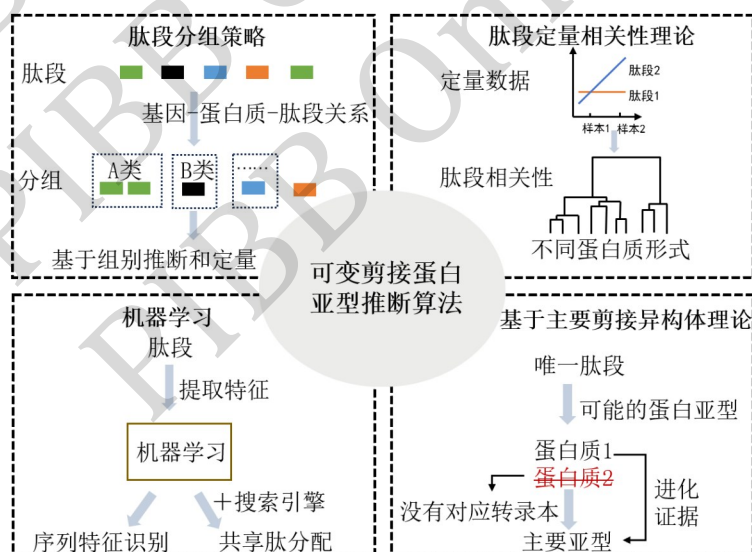 肽段分组策略
肽段
基因-蛋白质-肽段关系
分组
A类
B类
……
基于组别推断和定量
肽段定量相关性理论
定量数据
肽段2
肽段1
样本1
样本2
肽段相关性
不同蛋白质形式
可变剪接蛋白
亚型推断算法
机器学习
肽段
提取特征
机器学习
+搜索引擎
序列特征识别
共享肽分配
基于主要剪接异构体理论
唯一肽段
可能的蛋白亚型
蛋白质1
蛋白质2
没有对应转录本
进化
证据
主要亚型
PIBB